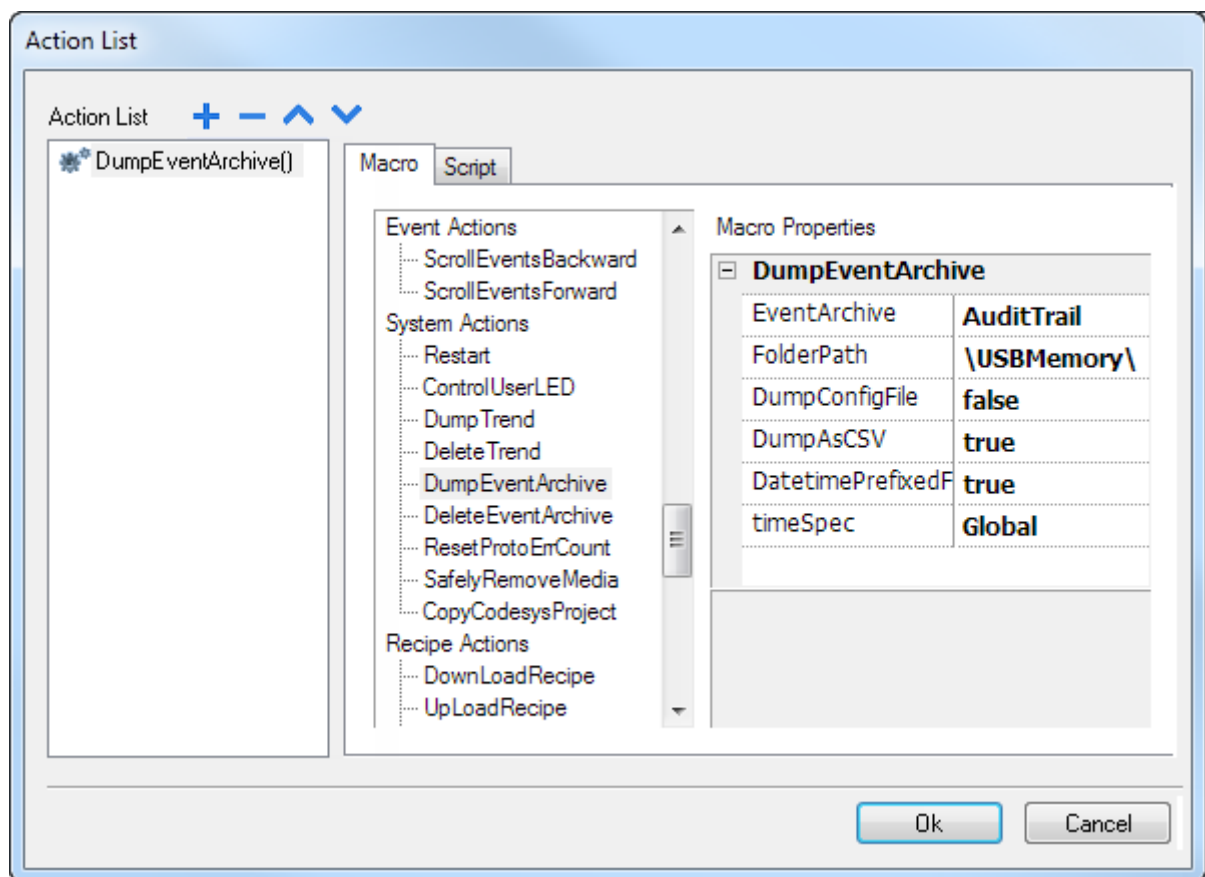 Action List
Action List
DumpEventArchive()
Macro
Script
Event Actions
ScrollEventsBackward
ScrollEventsForward
System Actions
Restart
ControlUserLED
DumpTrend
DeleteTrend
DumpEventArchive
DeleteEventArchive
ResetProtoErrCount
SafelyRemoveMedia
CopyCodesysProject
Recipe Actions
DownLoadRecipe
UpLoadRecipe
Macro Properties
DumpEventArchive
EventArchive AuditTrail
FolderPath \USBMemory\
DumpConfigFile false
DumpAsCSV true
DatetimePrefixedF true
timeSpec Global
Ok
Cancel